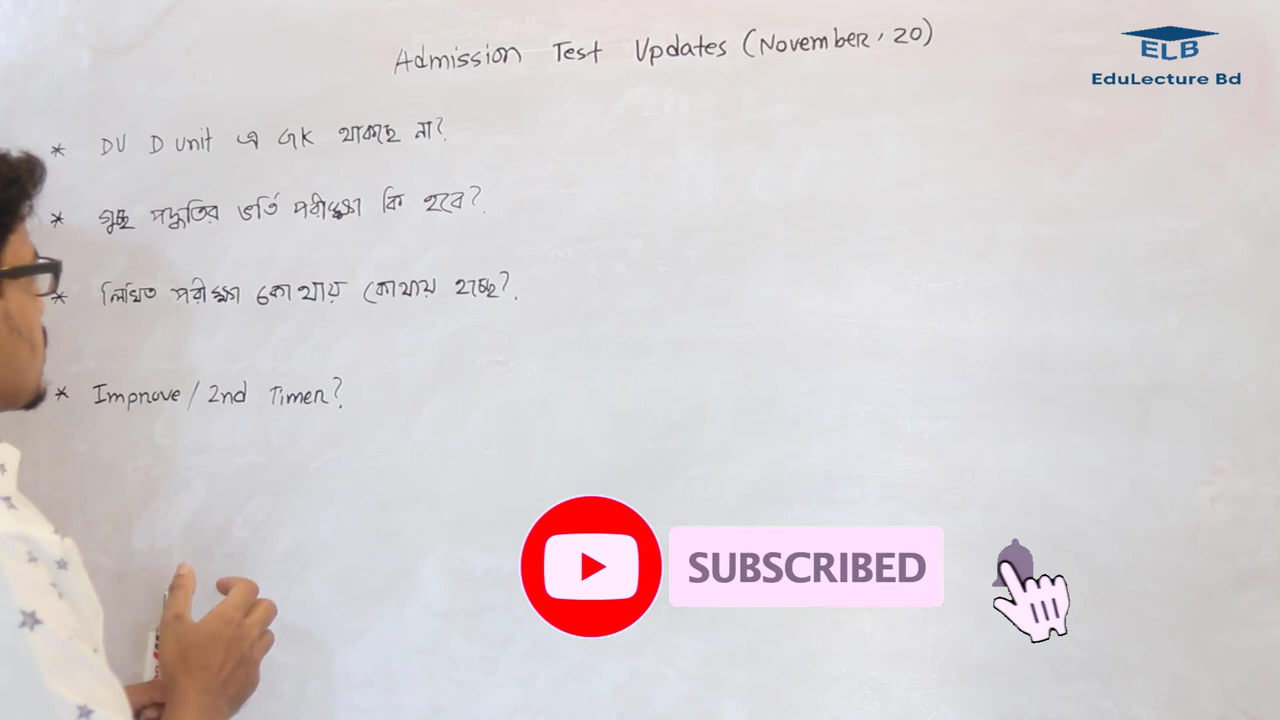 Admission Test Updates (November, 20)
ELB
EduLecture Bd
* DU D unit এ GK থাকছে না?
* গুচ্ছ পদ্ধতির ভর্তি পরীক্ষা কি হবে?
* লিখিত পরীক্ষা কোথায় কোথায় হচ্ছে?
* Improve / 2nd Timer?
SUBSCRIBED